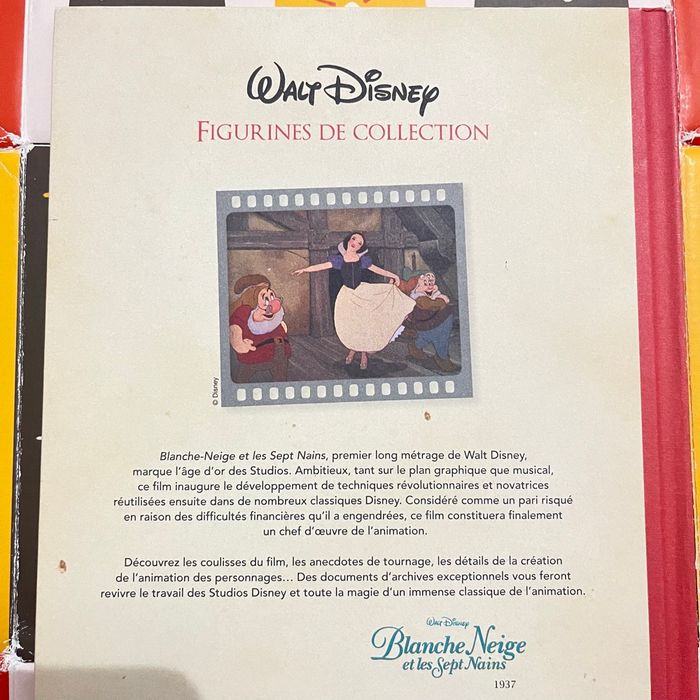 Walt Disney
FIGURINES DE COLLECTION
© Disney
Blanche-Neige et les Sept Nains, premier long métrage de Walt Disney,
marque l'âge d'or des Studios. Ambitieux, tant sur le plan graphique que musical,
ce film inaugure le développement de techniques révolutionnaires et novatrices
réutilisées ensuite dans de nombreux classiques Disney. Considéré comme un pari risqué
en raison des difficultés financières qu'il a engendrées, ce film constituera finalement
un chef d'œuvre de l'animation.
Découvrez les coulisses du film, les anecdotes de tournage, les détails de la création
de l'animation des personnages... Des documents d'archives exceptionnels vous feront
revivre le travail des Studios Disney et toute la magie d'un immense classique de l'animation.
Walt Disney
Blanche Neige
et les Sept Nains
1937